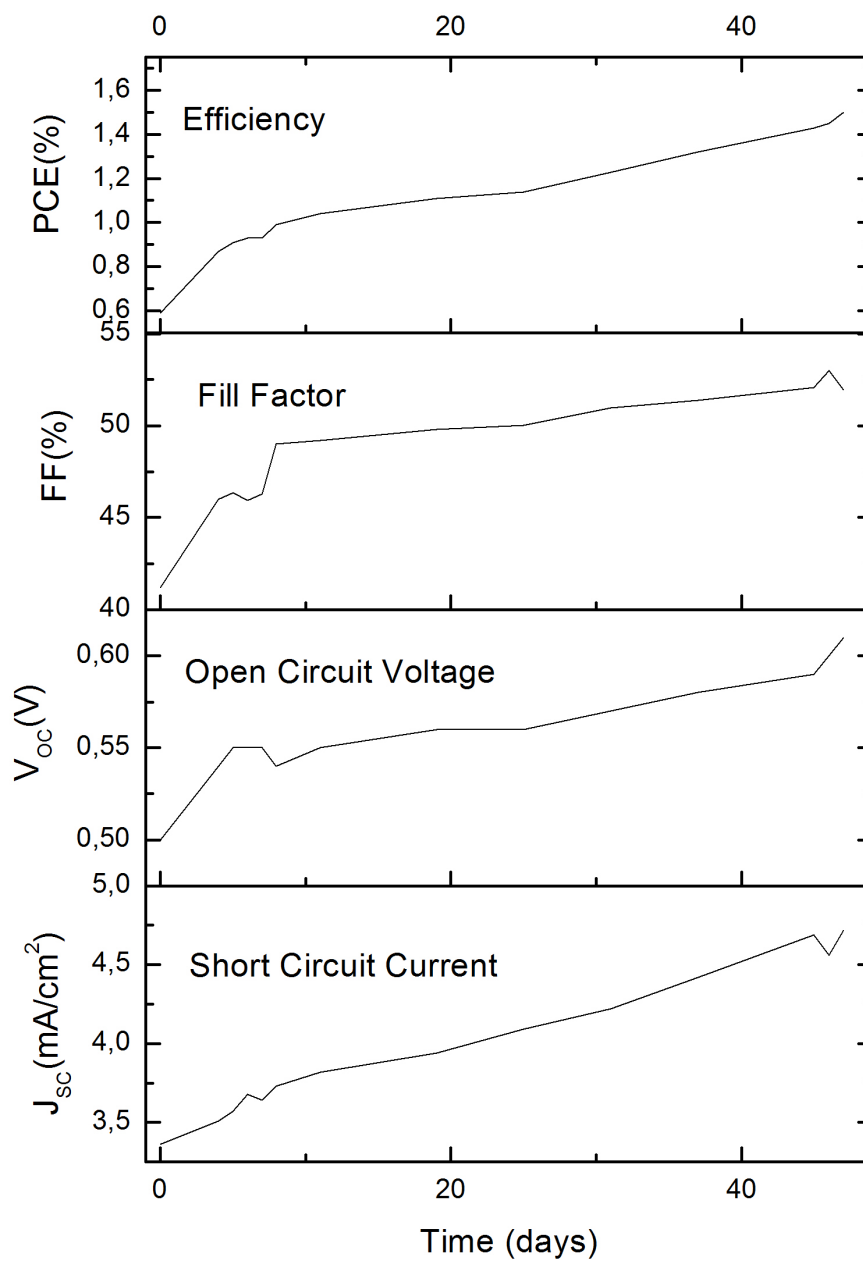 0 20 40
PCE(%)
1,6
1,4
1,2
1,0
0,8
0,6
Efficiency
FF(%)
55
50
45
40
Fill Factor
V_OC(V)
0,60
0,55
0,50
Open Circuit Voltage
J_SC(mA/cm²)
5,0
4,5
4,0
3,5
Short Circuit Current
0 20 40
Time (days)